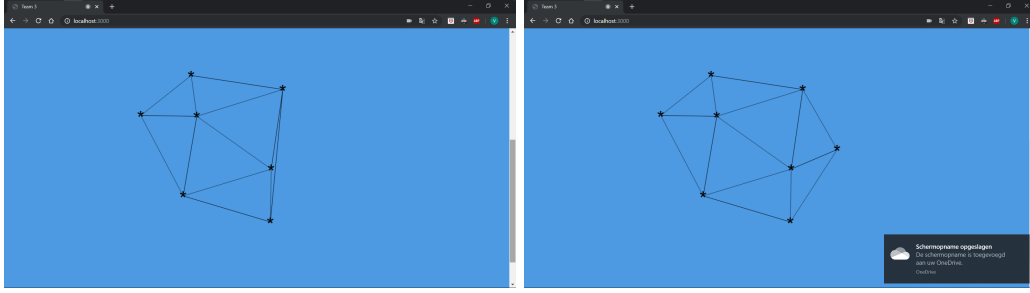 Team 3
localhost:3000
Team 3
localhost:3000
Schermopname opgeslagen
De schermopname is toegevoegd
aan uw OneDrive.
OneDrive